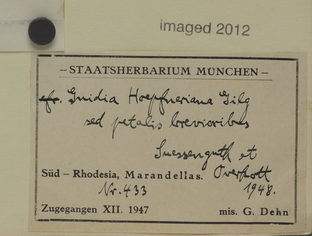 imaged 2012
– STAATSHERBARIUM MÜNCHEN –
cfr. Gnidia Hoepfneriana Gilg
sed petalis brevioribus
Suessenguth et
Süd – Rhodesia, Marandellas. Overkott
Nr. 433 1948.
Zugegangen XII. 1947 mis. G. Dehn